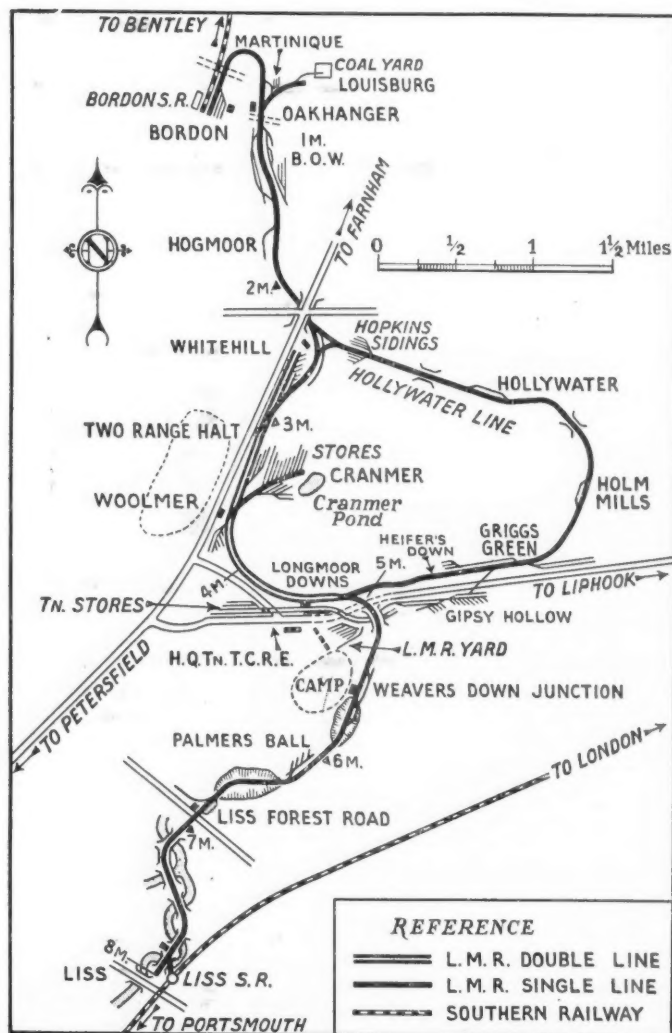 TO BENTLEY
MARTINIQUE
COAL YARD
LOUISBURG
BORDON S.R.
OAKHANGER
BORDON
1M.
B.O.W.
N
HOGMOOR
TO FARNHAM
0 ½ 1 1½ Miles
2M.
WHITEHILL
HOPKINS
SIDINGS
HOLLYWATER
HOLLYWATER LINE
TWO RANGE HALT
3M.
STORES
CRANMER
WOOLMER
Cranmer
Pond
HOLM
MILLS
GRIGGS
GREEN
HEIFER'S
DOWN
LONGMOOR
DOWNS
5M.
4M.
TO LIPHOOK
TN. STORES
GIPSY HOLLOW
H.Q. TN. T.C.R.E.
L.M.R. YARD
CAMP
WEAVERS DOWN JUNCTION
TO PETERSFIELD
PALMERS BALL
6M.
TO LONDON
LISS FOREST ROAD
7M.
8M.
LISS
LISS S.R.
TO PORTSMOUTH
REFERENCE
L.M.R. DOUBLE LINE
L.M.R. SINGLE LINE
SOUTHERN RAILWAY